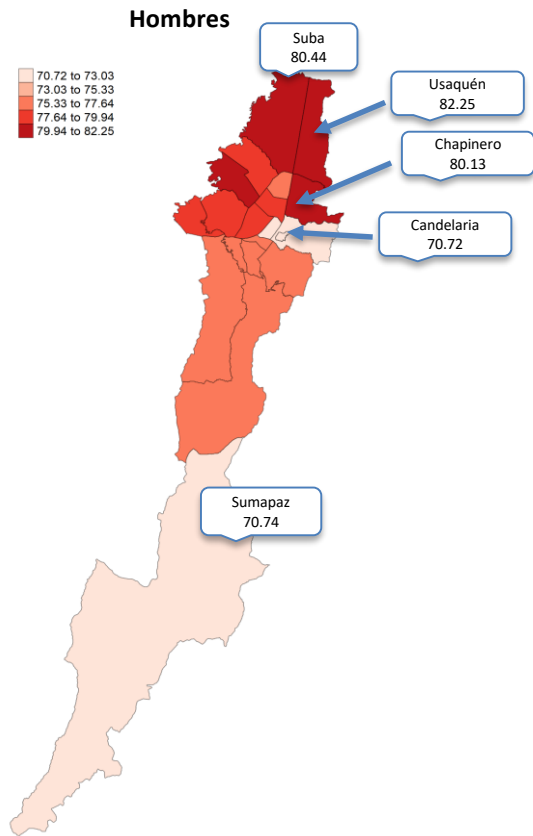 Hombres
70.72 to 73.03
73.03 to 75.33
75.33 to 77.64
77.64 to 79.94
79.94 to 82.25
Suba
80.44
Usaquén
82.25
Chapinero
80.13
Candelaria
70.72
Sumapaz
70.74